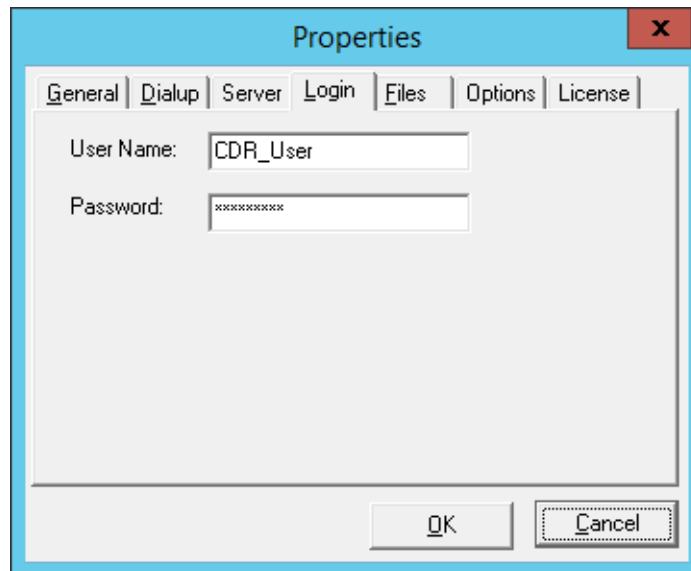 Properties
x
General Dialup Server Login Files Options License
User Name: CDR_User
Password: *********
OK Cancel